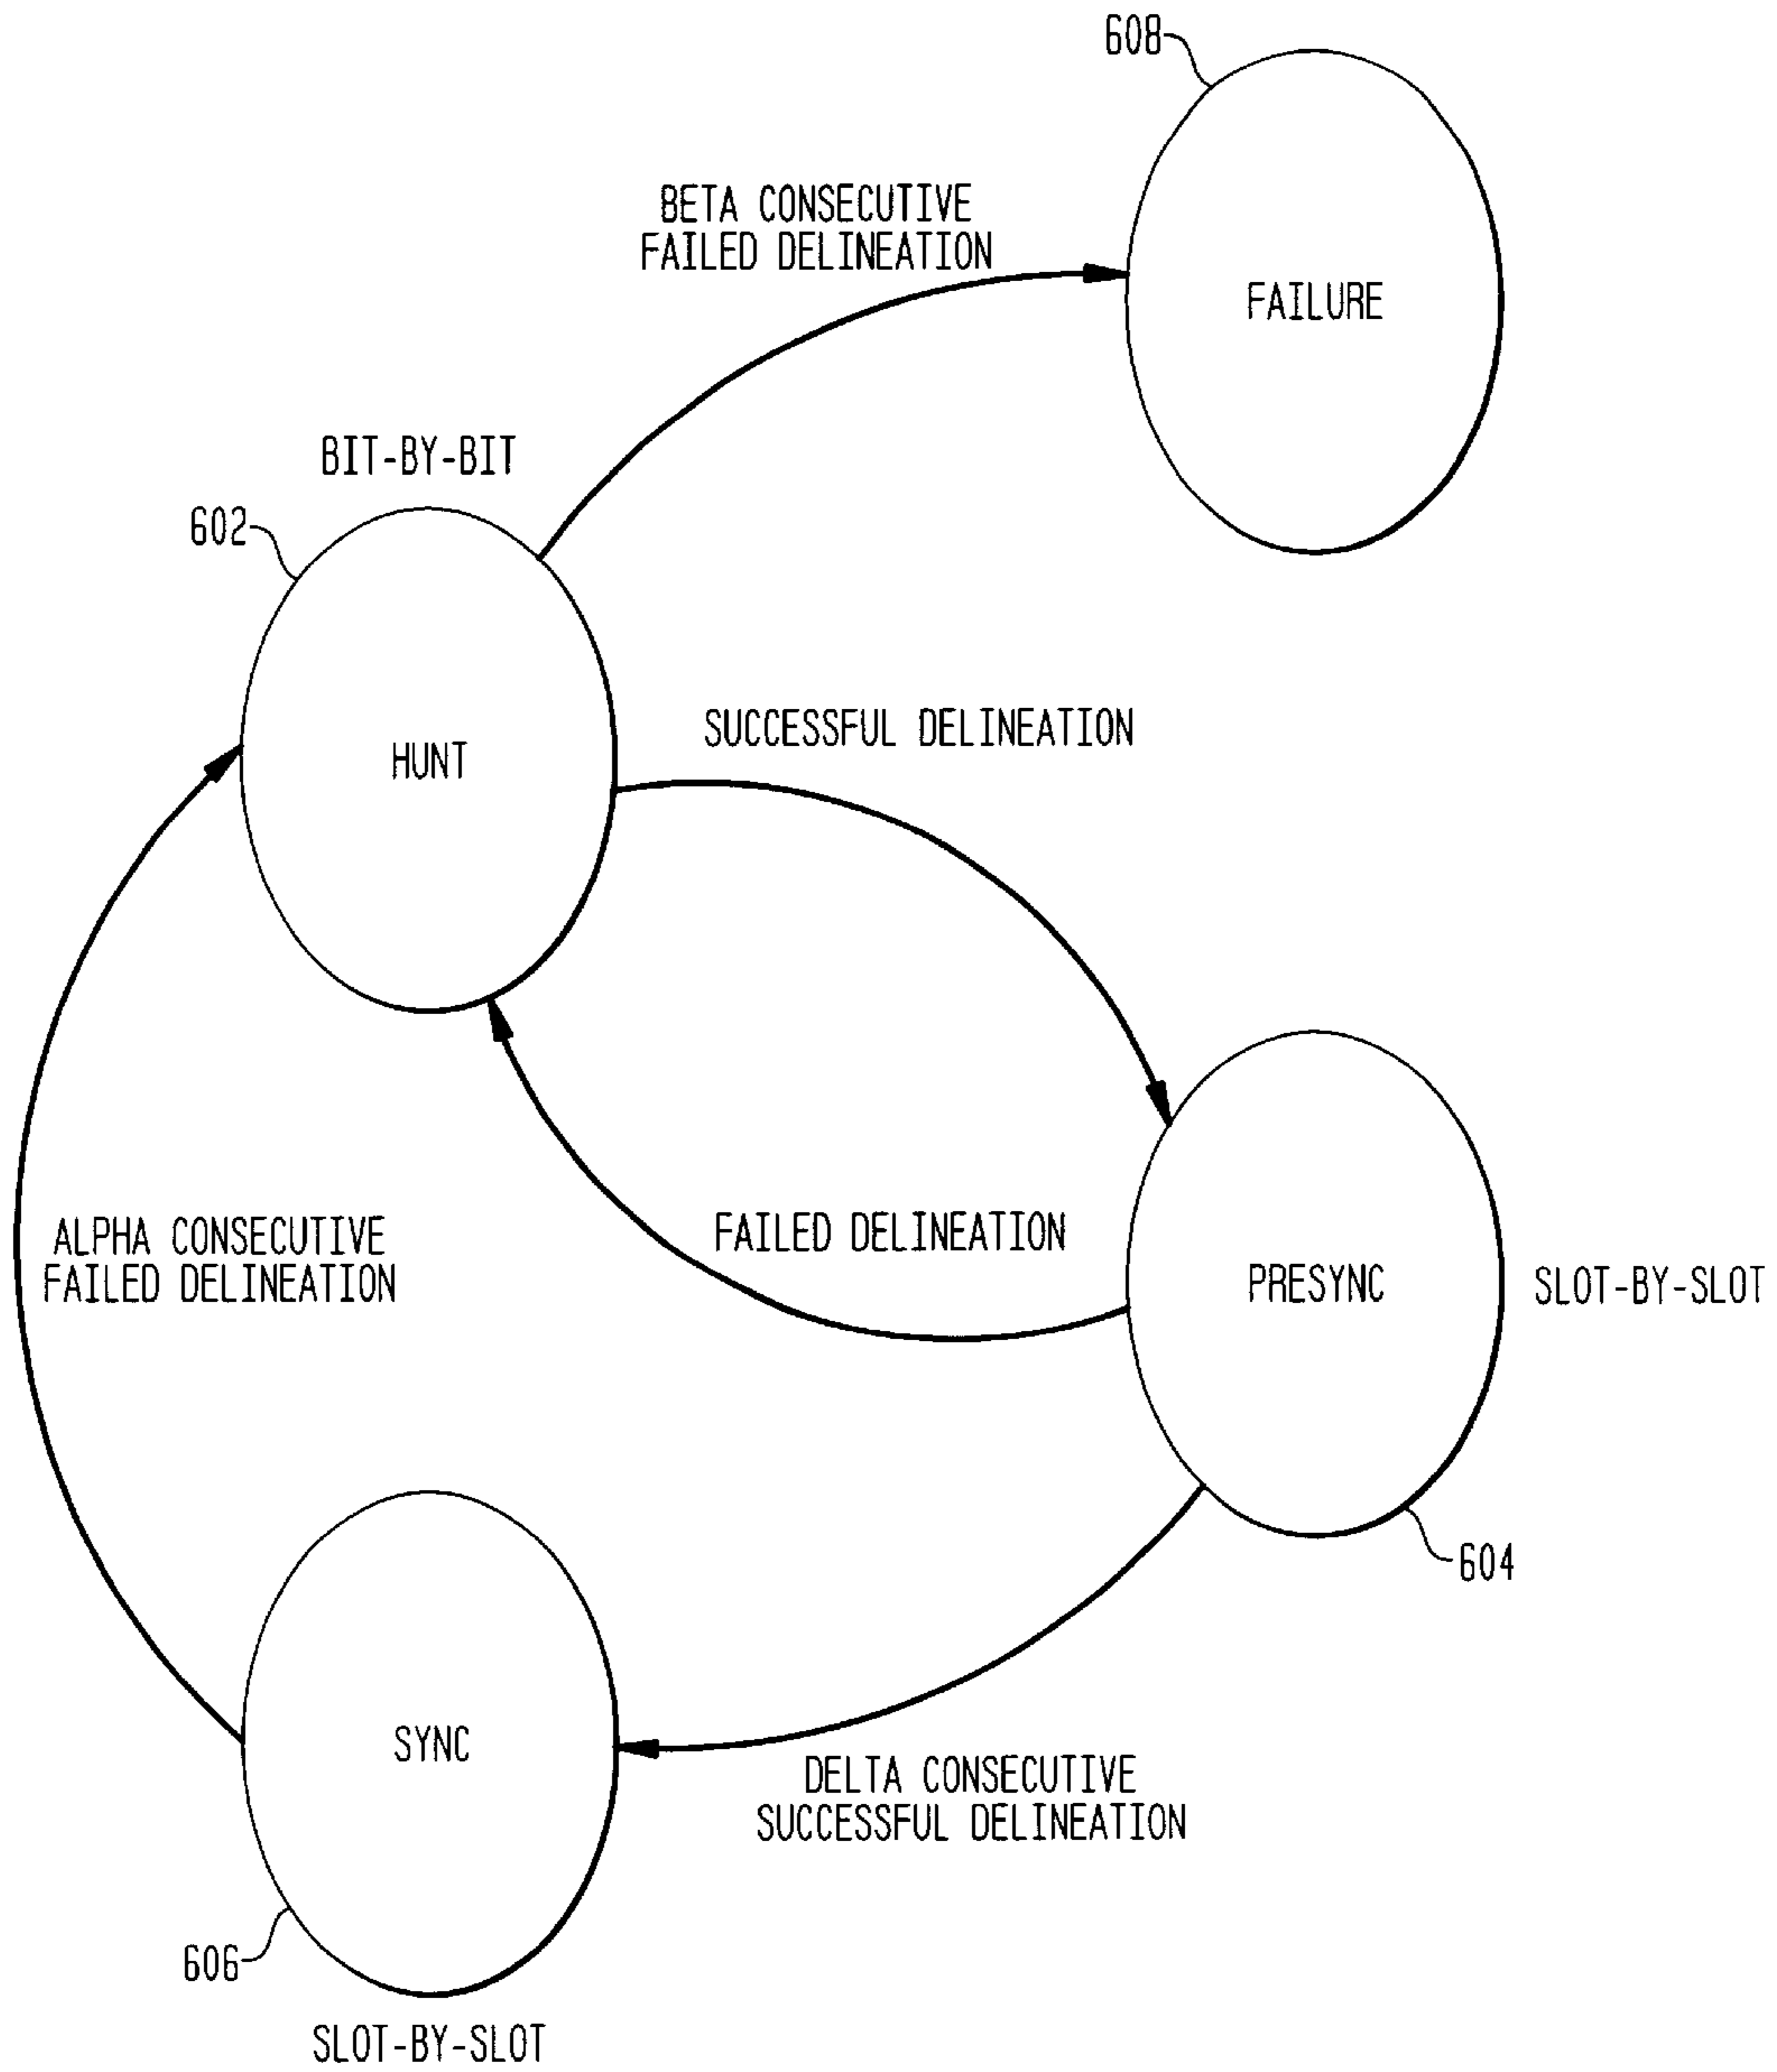 608
BETA CONSECUTIVE
FAILED DELINEATION
FAILURE
BIT-BY-BIT
602
HUNT
SUCCESSFUL DELINEATION
ALPHA CONSECUTIVE
FAILED DELINEATION
FAILED DELINEATION
PRESYNC
SLOT-BY-SLOT
604
SYNC
DELTA CONSECUTIVE
SUCCESSFUL DELINEATION
606
SLOT-BY-SLOT